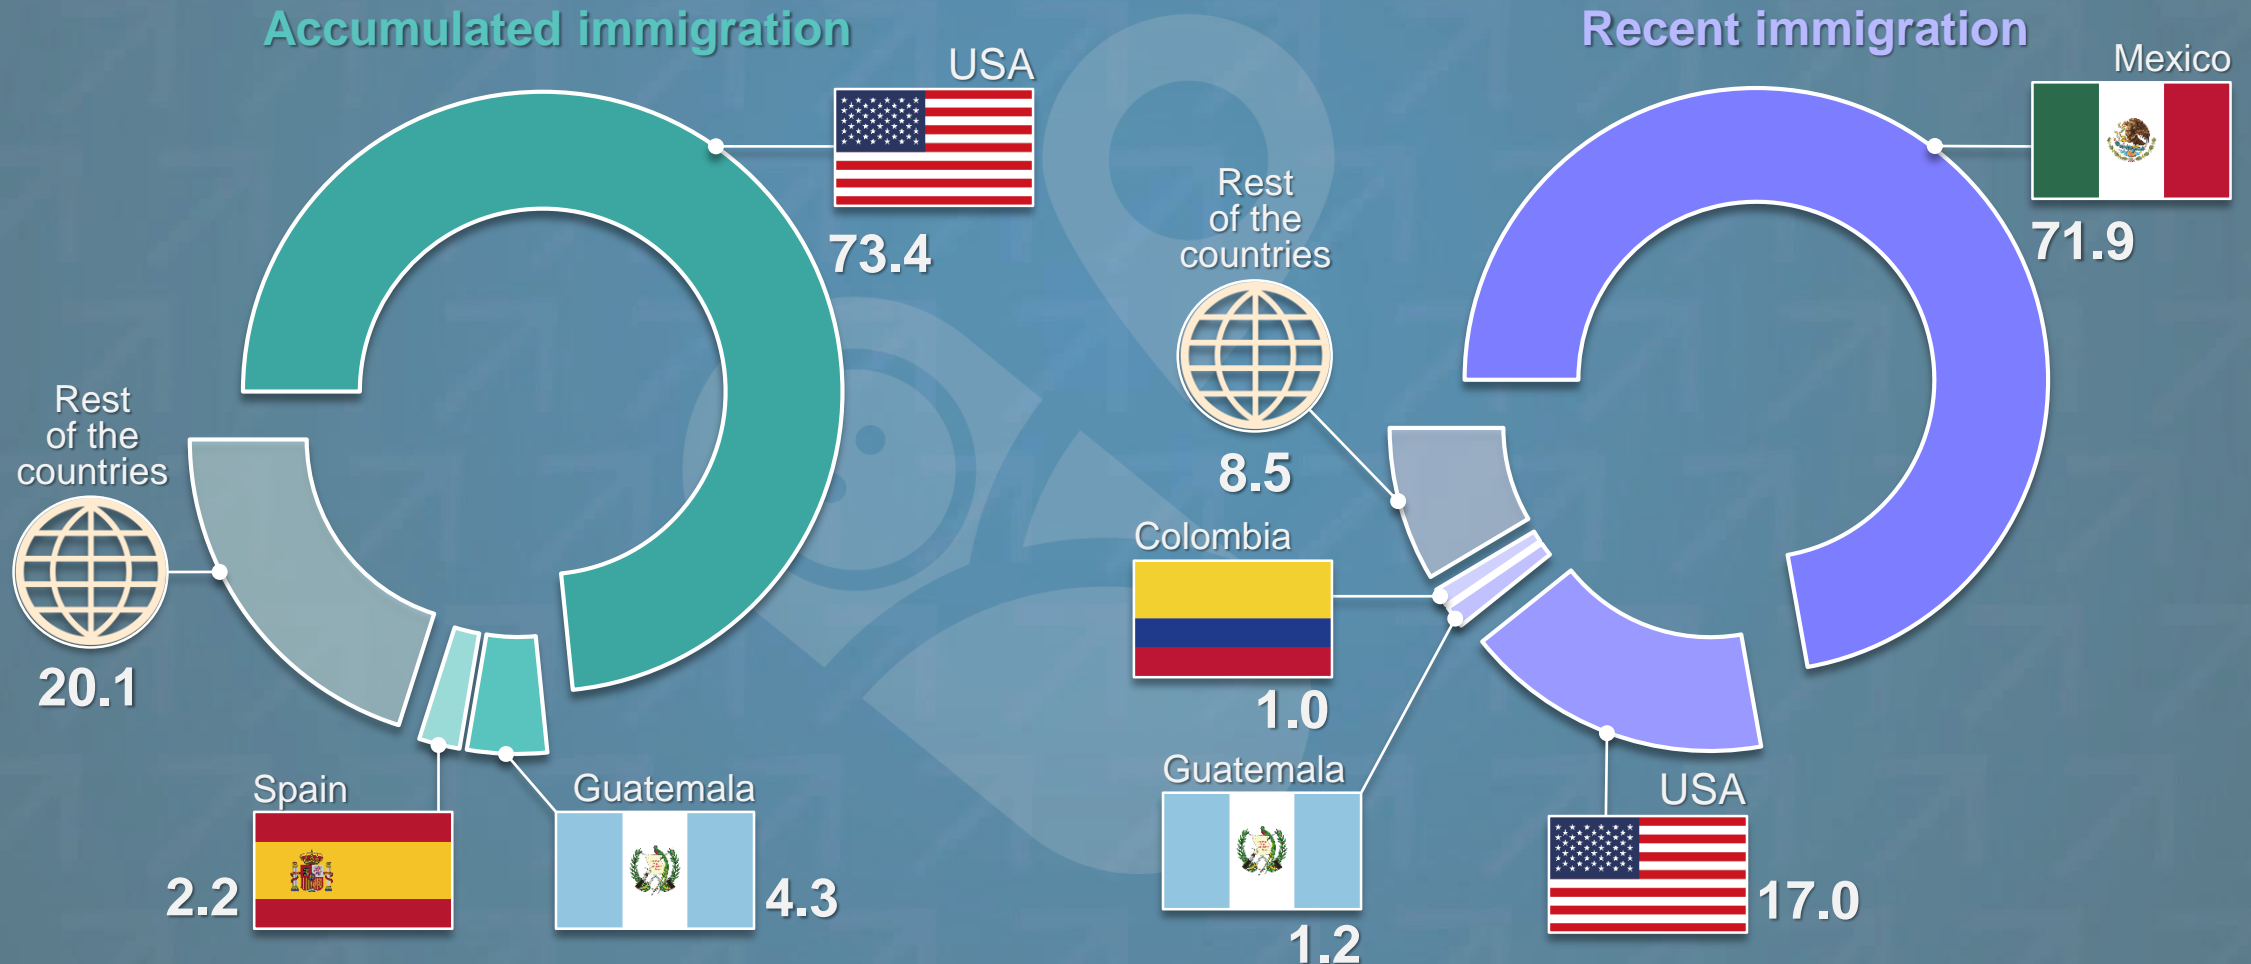 Accumulated immigration
USA
73.4
Rest
of the
countries
20.1
Spain
2.2
Guatemala
4.3
Recent immigration
Mexico
71.9
Rest
of the
countries
8.5
Colombia
1.0
Guatemala
1.2
USA
17.0